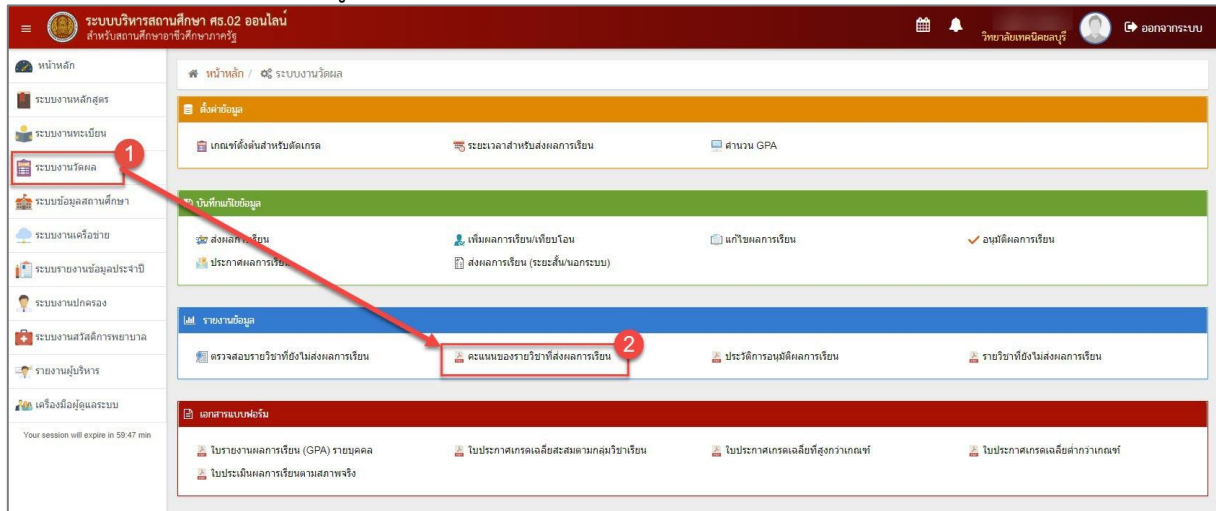 ระบบบริหารสถานศึกษา ศธ.02 ออนไลน์
สำหรับสถานศึกษาอาชีวศึกษาภาครัฐ
วิทยาลัยเทคนิคชลบุรี
ออกจากระบบ
หน้าหลัก
ระบบงานหลักสูตร
ระบบงานทะเบียน
ระบบงานวัดผล
ระบบข้อมูลสถานศึกษา
ระบบงานเครือข่าย
ระบบรายงานข้อมูลประจำปี
ระบบงานปกครอง
ระบบงานสวัสดิการพยาบาล
รายงานผู้บริหาร
เครื่องมือผู้ดูแลระบบ
Your session will expire in 59:47 min
1
หน้าหลัก / ระบบงานวัดผล
ตั้งค่าข้อมูล
เกณฑ์ตั้งต้นสำหรับตัดเกรด ระยะเวลาสำหรับส่งผลการเรียน คำนวน GPA
บันทึกแก้ไขข้อมูล
ส่งผลการเรียน เพิ่มผลการเรียน/เทียบโอน แก้ไขผลการเรียน อนุมัติผลการเรียน
ประกาศผลการเรียน ส่งผลการเรียน (ระยะสั้น/นอกระบบ)
รายงานข้อมูล
2
ตรวจสอบรายวิชาที่ยังไม่ส่งผลการเรียน คะแนนของรายวิชาที่ส่งผลการเรียน ประวัติการอนุมัติผลการเรียน รายวิชาที่ยังไม่ส่งผลการเรียน
เอกสารแบบฟอร์ม
ใบรายงานผลการเรียน (GPA) รายบุคคล ใบประกาศเกรดเฉลี่ยสะสมตามกลุ่มวิชาเรียน ใบประกาศเกรดเฉลี่ยที่สูงกว่าเกณฑ์ ใบประกาศเกรดเฉลี่ยต่ำกว่าเกณฑ์
ใบประเมินผลการเรียนตามสภาพจริง